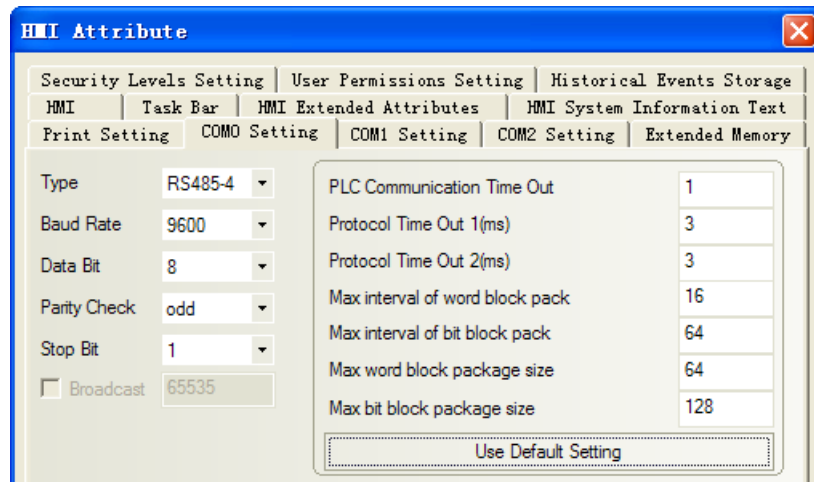 HMI Attribute
Security Levels Setting User Permissions Setting Historical Events Storage
HMI Task Bar HMI Extended Attributes HMI System Information Text
Print Setting COM0 Setting COM1 Setting COM2 Setting Extended Memory
Type RS485-4
Baud Rate 9600
Data Bit 8
Parity Check odd
Stop Bit 1
Broadcast 65535
PLC Communication Time Out 1
Protocol Time Out 1(ms) 3
Protocol Time Out 2(ms) 3
Max interval of word block pack 16
Max interval of bit block pack 64
Max word block package size 64
Max bit block package size 128
Use Default Setting